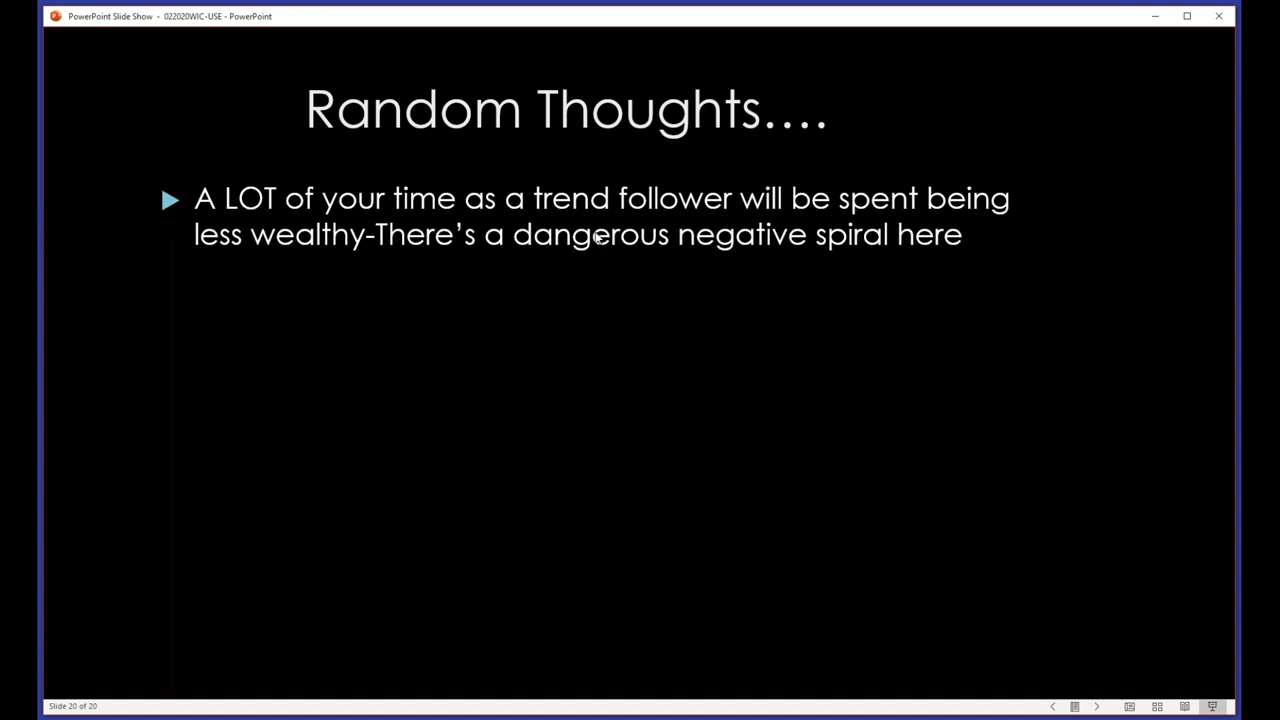 PowerPoint Slide Show - 022020WIC-USE - PowerPoint
Random Thoughts....
A LOT of your time as a trend follower will be spent being
less wealthy-There's a dangerous negative spiral here
Slide 20 of 20